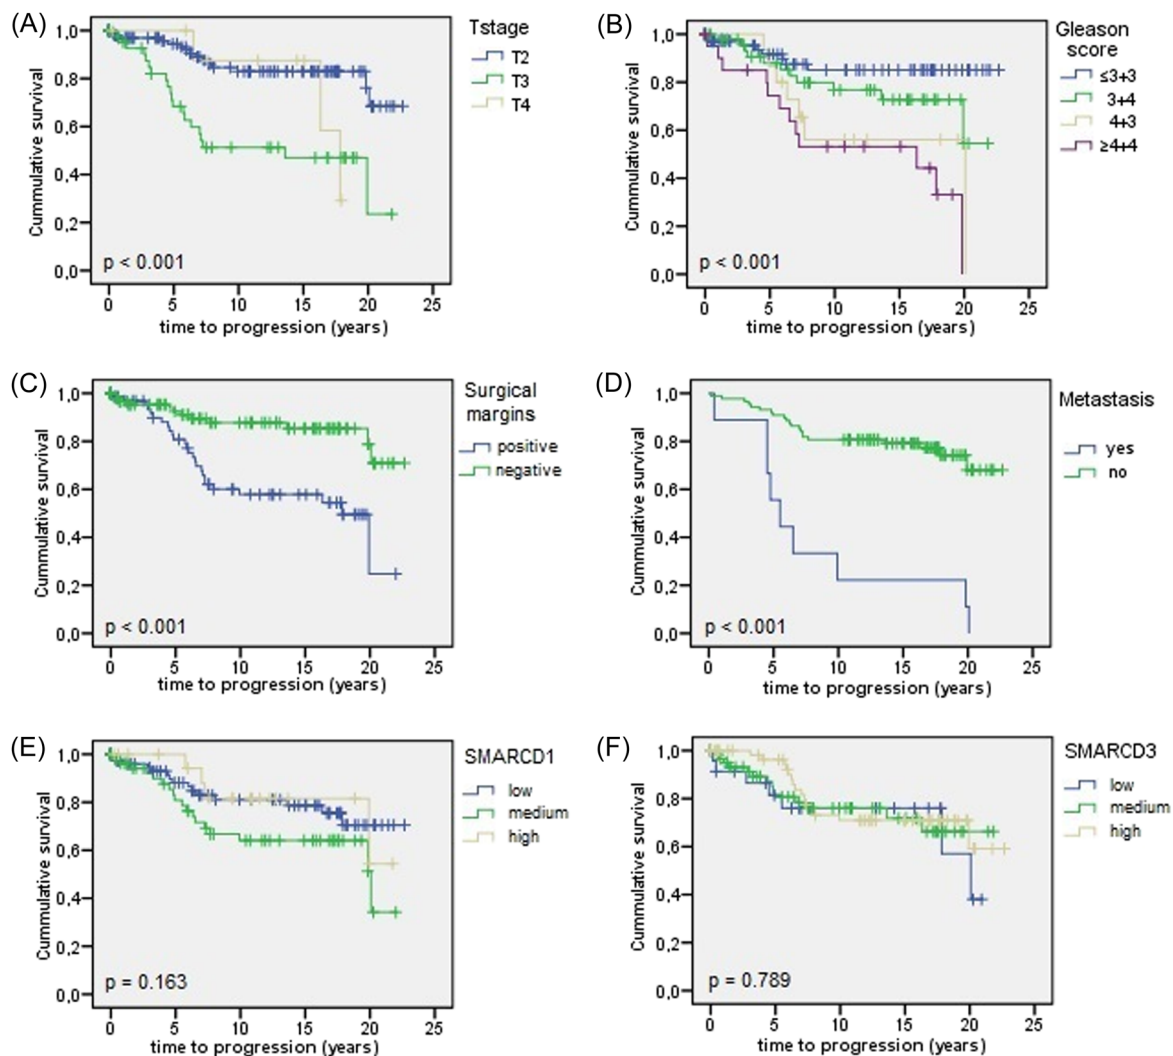 (A)
Tstage
T2
T3
T4
Cummulative survival
1,0
0,8
0,6
0,4
0,2
0,0
p < 0.001
0 5 10 15 20 25
time to progression (years)
(B)
Gleason
score
≤3+3
3+4
4+3
≥4+4
Cummulative survival
1,0
0,8
0,6
0,4
0,2
0,0
p < 0.001
0 5 10 15 20 25
time to progression (years)
(C)
Surgical
margins
positive
negative
Cummulative survival
1,0
0,8
0,6
0,4
0,2
0,0
p < 0.001
0 5 10 15 20 25
time to progression (years)
(D)
Metastasis
yes
no
Cummulative survival
1,0
0,8
0,6
0,4
0,2
0,0
p < 0.001
0 5 10 15 20 25
time to progression (years)
(E)
SMARCD1
low
medium
high
Cummulative survival
1,0
0,8
0,6
0,4
0,2
0,0
p = 0.163
0 5 10 15 20 25
time to progression (years)
(F)
SMARCD3
low
medium
high
Cummulative survival
1,0
0,8
0,6
0,4
0,2
0,0
p = 0.789
0 5 10 15 20 25
time to progression (years)